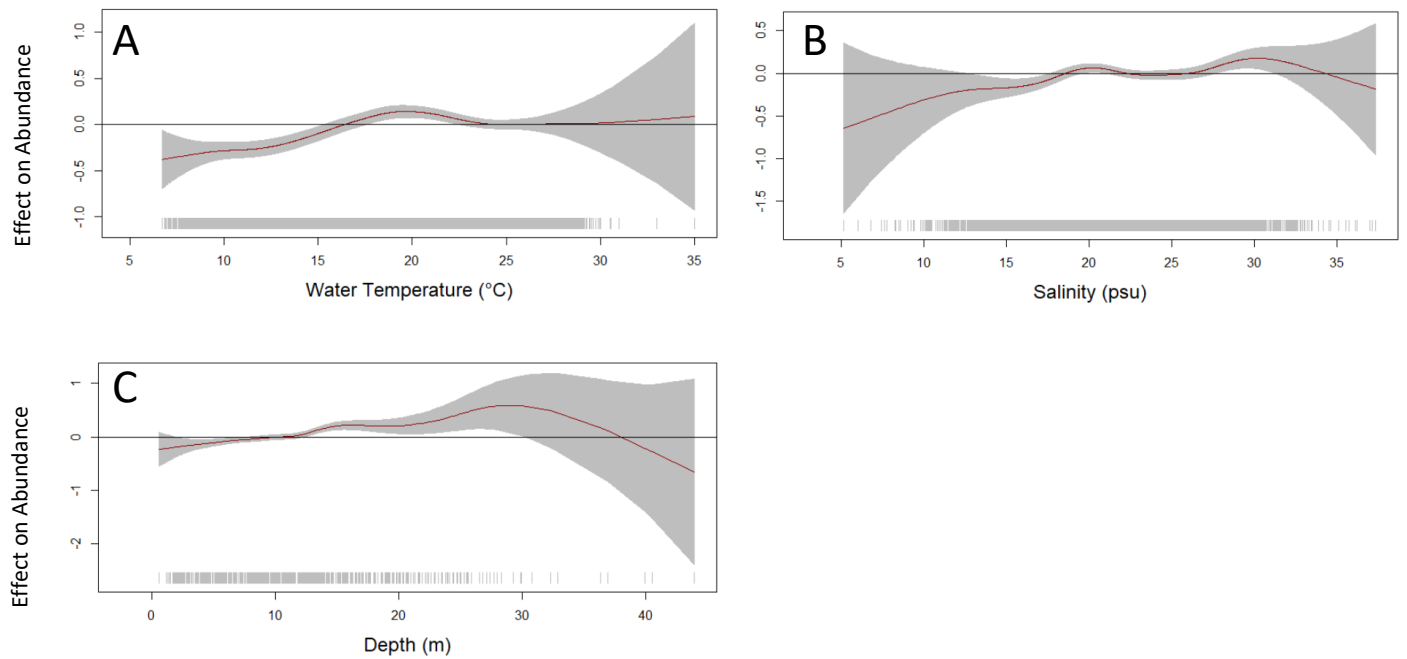 A
Effect on Abundance
1.0
0.5
0.0
-0.5
-1.0
5 10 15 20 25 30 35
Water Temperature (°C)
B
0.5
0.0
-0.5
-1.0
-1.5
5 10 15 20 25 30 35
Salinity (psu)
C
Effect on Abundance
1
0
-1
-2
0 10 20 30 40
Depth (m)